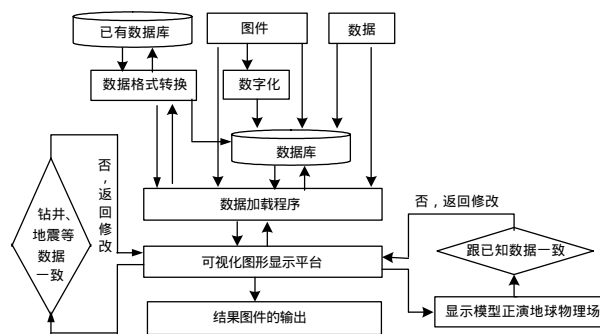 已有数据库
图件
数据
数据格式转换
数字化
数据库
否，返回修改
否，返回修改
钻井、
地震等
数据
一致
数据加载程序
跟已知数据一致
可视化图形显示平台
结果图件的输出
显示模型正演地球物理场